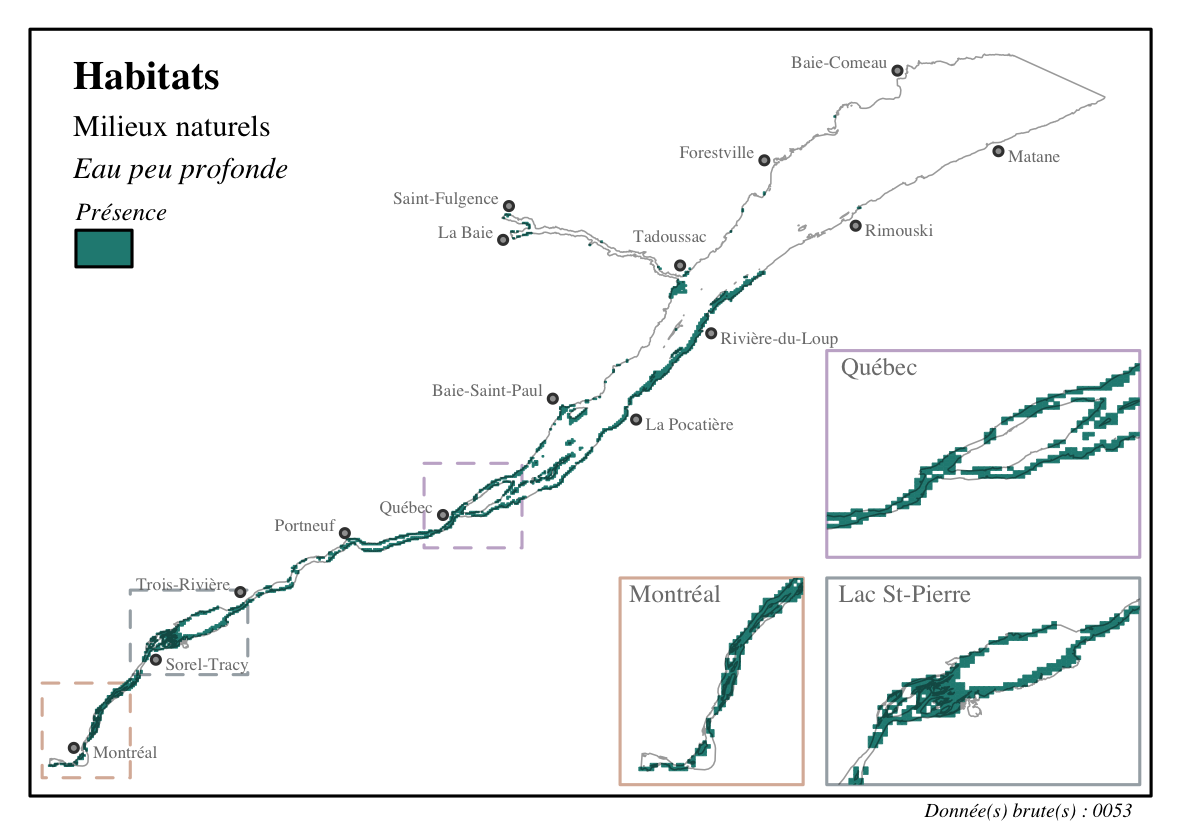 Habitats
Milieux naturels
Eau peu profonde
Présence
Baie-Comeau
Forestville
Matane
Saint-Fulgence
La Baie
Tadoussac
Rimouski
Rivière-du-Loup
Baie-Saint-Paul
La Pocatière
Québec
Portneuf
Trois-Rivière
Sorel-Tracy
Montréal
Québec
Montréal
Lac St-Pierre
Donnée(s) brute(s) : 0053